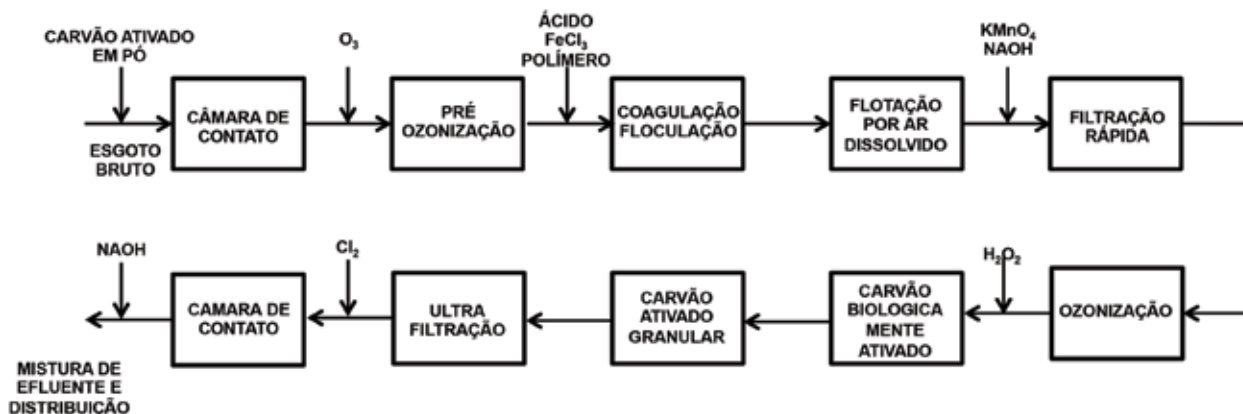 CARVÃO ATIVADO
EM PÓ
ESGOTO
BRUTO
CÂMARA DE
CONTATO
O₃
PRÉ
OZONIZAÇÃO
ÁCIDO
FeCl₃
POLÍMERO
COAGULAÇÃO
FLOCULAÇÃO
FLOTAÇÃO
POR AR
DISSOLVIDO
KMnO₄
NAOH
FILTRAÇÃO
RÁPIDA
OZONIZAÇÃO
H₂O₂
CARVÃO
BIOLOGICA
MENTE
ATIVADO
CARVÃO
ATIVADO
GRANULAR
ULTRA
FILTRAÇÃO
Cl₂
CAMARA DE
CONTATO
NAOH
MISTURA DE
EFLUENTE E
DISTRIBUIÇÃO